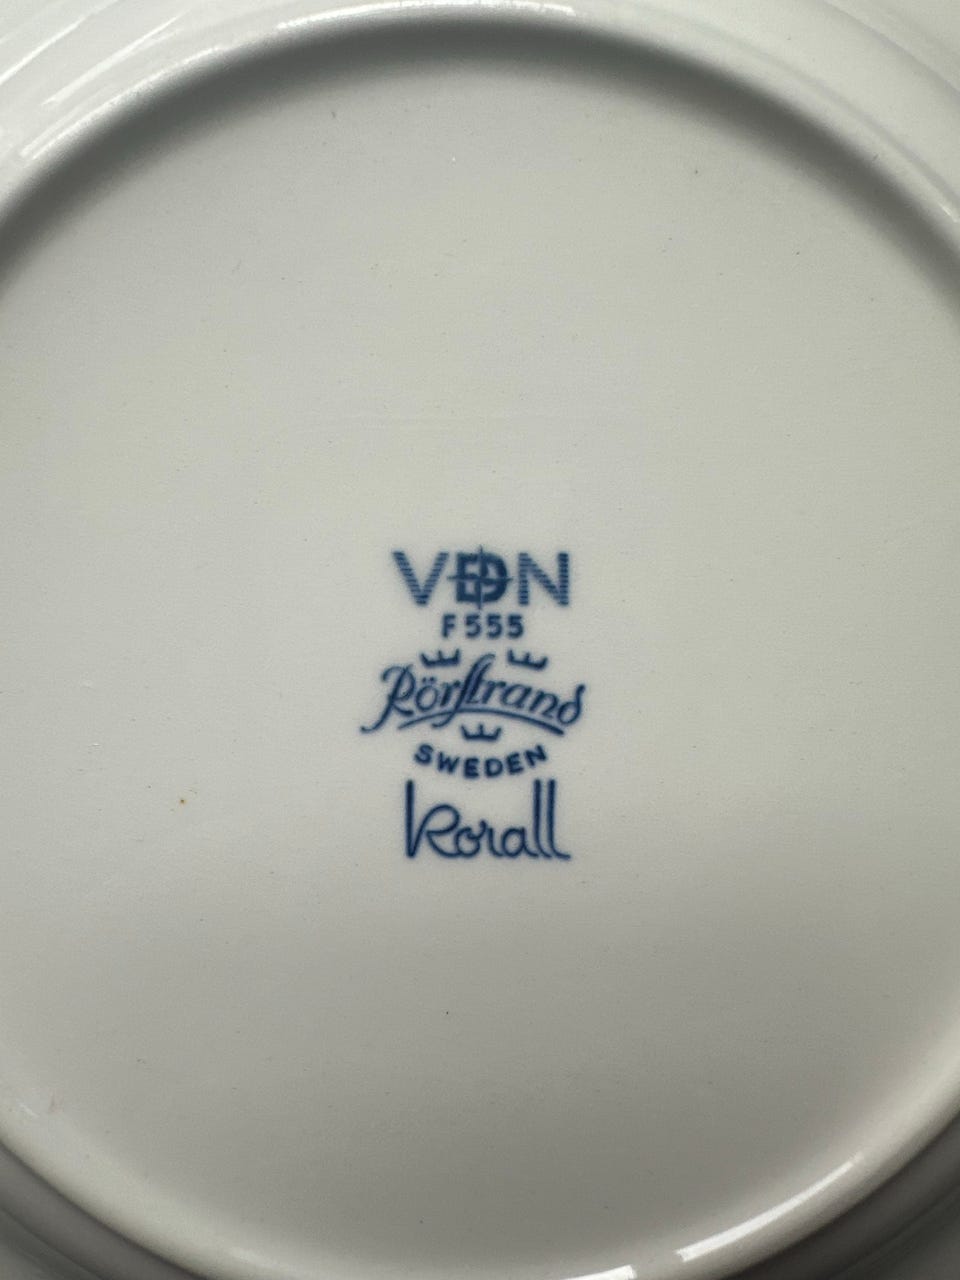 VDN
F555
Rörstrand
SWEDEN
Korall